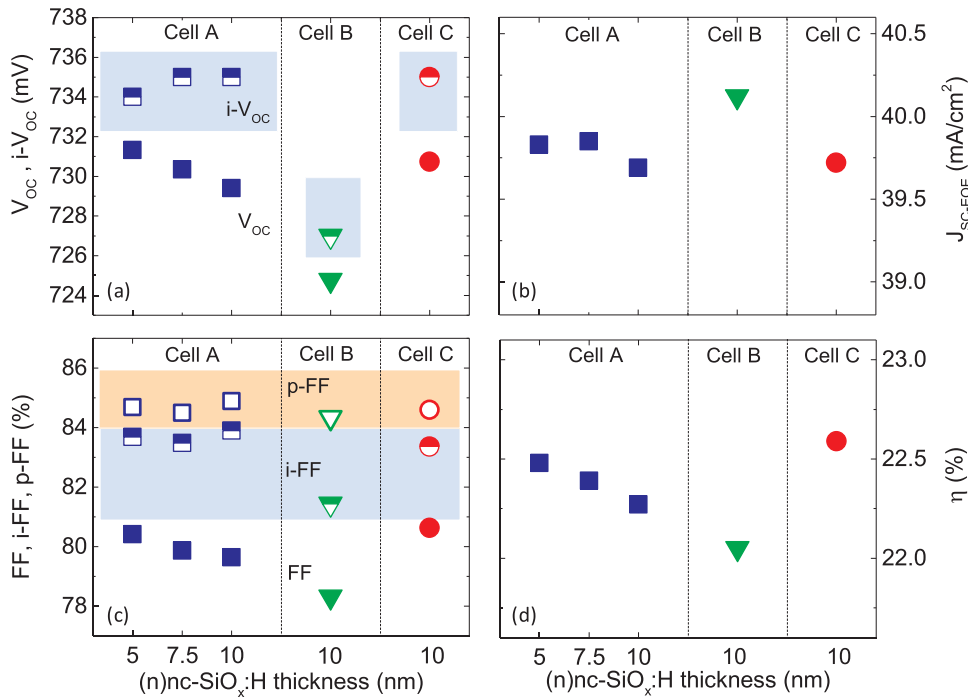 738
736
734
732
730
728
726
724
V_OC , i-V_OC (mV)
Cell A
Cell B
Cell C
i-V_OC
V_OC
(a)
Cell A
Cell B
Cell C
40.5
40.0
39.5
39.0
J_SC-EQE (mA/cm²)
(b)
86
84
82
80
78
FF, i-FF, p-FF (%)
Cell A
Cell B
Cell C
p-FF
i-FF
FF
(c)
5
7.5
10
10
10
(n)nc-SiO_x:H thickness (nm)
Cell A
Cell B
Cell C
23.0
22.5
22.0
η (%)
(d)
5
7.5
10
10
10
(n)nc-SiO_x:H thickness (nm)